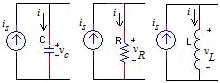 i_s i C + v_c −
i_s i R + v_R −
i_s i L + v_L −